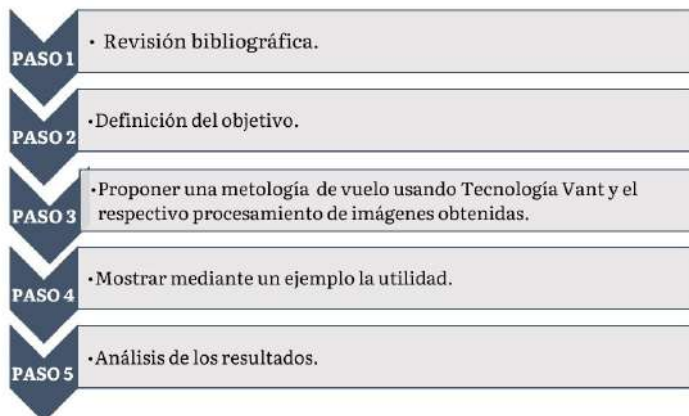 • Revisión bibliográfica.
PASO 1
•Definición del objetivo.
PASO 2
•Proponer una metología de vuelo usando Tecnología Vant y el
respectivo procesamiento de imágenes obtenidas.
PASO 3
•Mostrar mediante un ejemplo la utilidad.
PASO 4
•Análisis de los resultados.
PASO 5